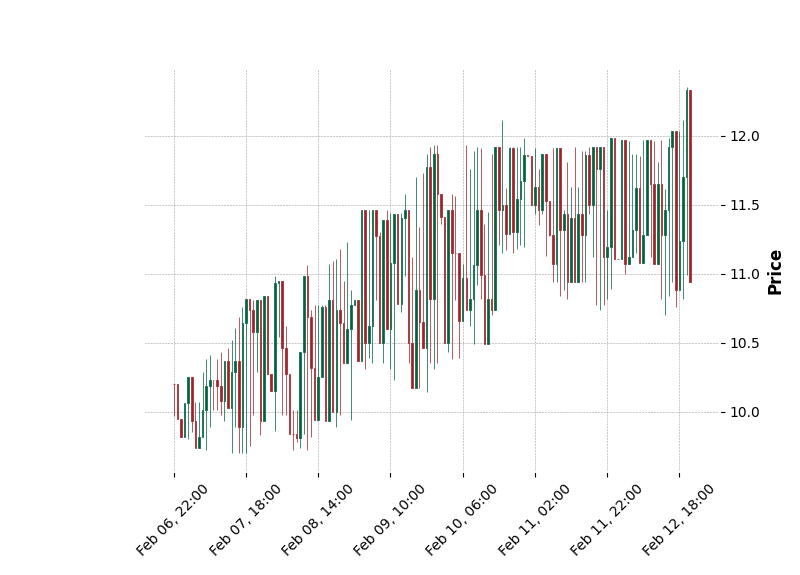 12.0
11.5
11.0
10.5
10.0
Price
Feb 06, 22:00
Feb 07, 18:00
Feb 08, 14:00
Feb 09, 10:00
Feb 10, 06:00
Feb 11, 02:00
Feb 11, 22:00
Feb 12, 18:00